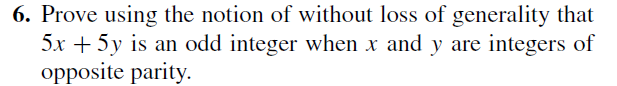 6. Prove using the notion of without loss of generality that
5x + 5y is an odd integer when x and y are integers of
opposite parity.